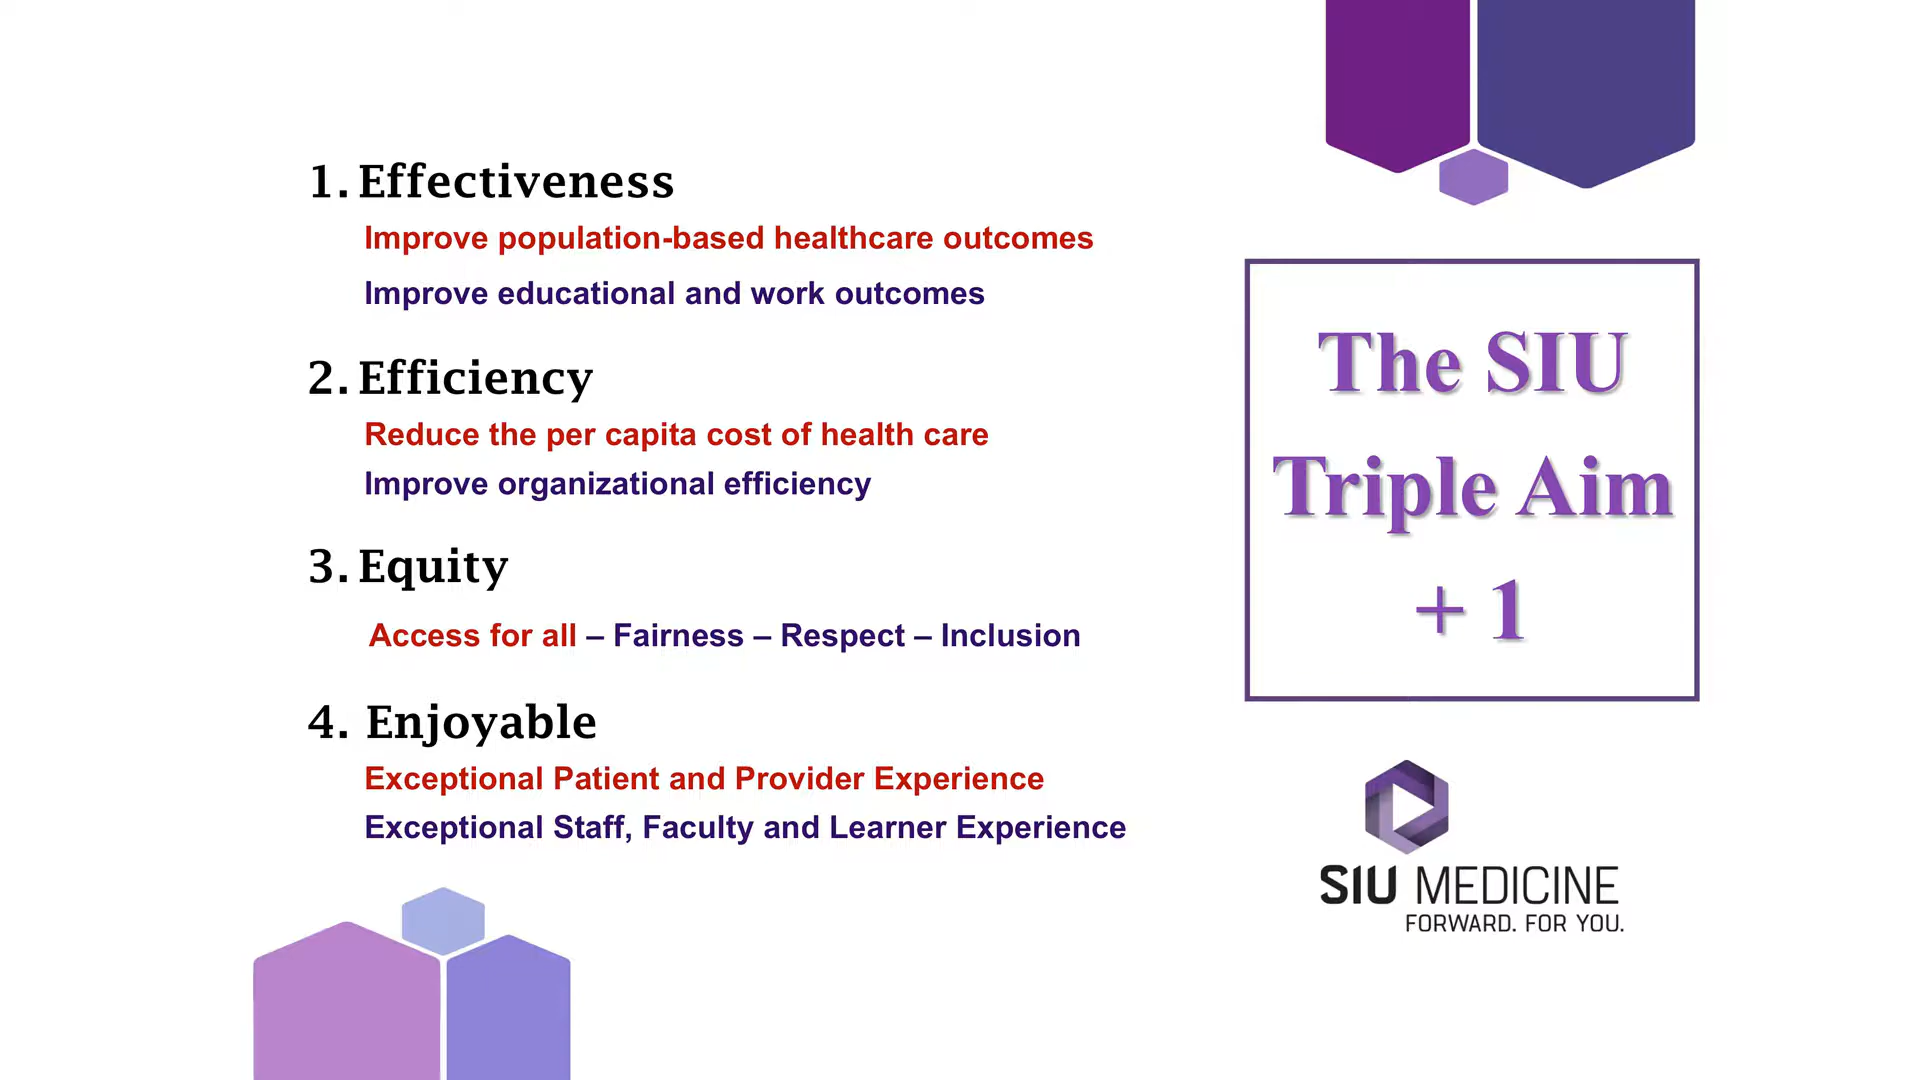 1. Effectiveness
Improve population-based healthcare outcomes
Improve educational and work outcomes
2. Efficiency
Reduce the per capita cost of health care
Improve organizational efficiency
3. Equity
Access for all – Fairness – Respect – Inclusion
4. Enjoyable
Exceptional Patient and Provider Experience
Exceptional Staff, Faculty and Learner Experience
The SIU
Triple Aim
+ 1
SIU MEDICINE
FORWARD. FOR YOU.